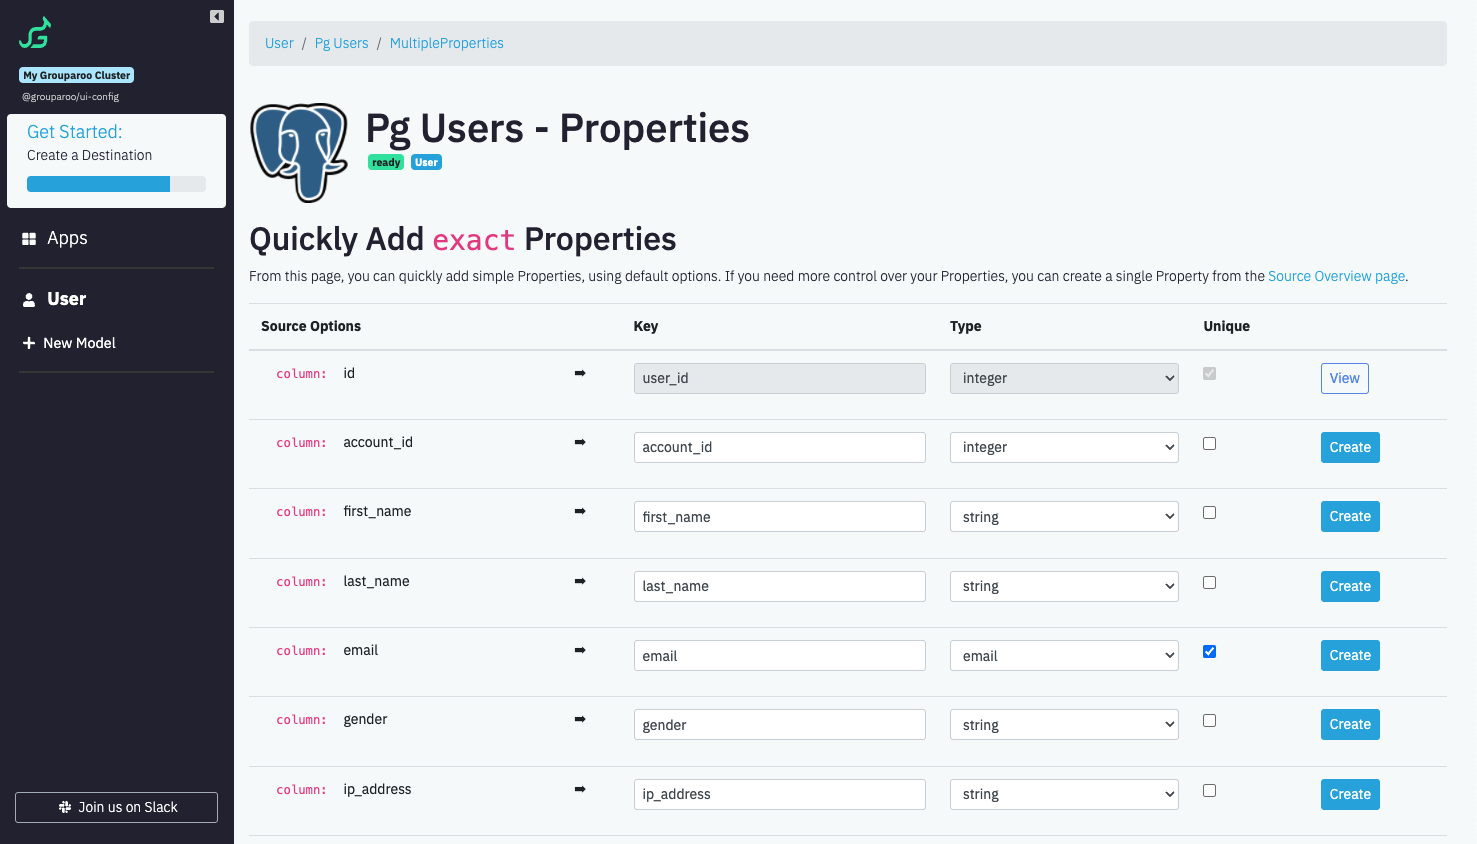 My Grouparoo Cluster
@grouparoo/ui-config
Get Started:
Create a Destination
Apps
User
New Model
Join us on Slack
User / Pg Users / MultipleProperties
Pg Users - Properties
ready User
Quickly Add exact Properties
From this page, you can quickly add simple Properties, using default options. If you need more control over your Properties, you can create a single Property from the Source Overview page.
Source Options Key Type Unique
column: id ➡ user_id integer View
column: account_id ➡ account_id integer Create
column: first_name ➡ first_name string Create
column: last_name ➡ last_name string Create
column: email ➡ email email Create
column: gender ➡ gender string Create
column: ip_address ➡ ip_address string Create